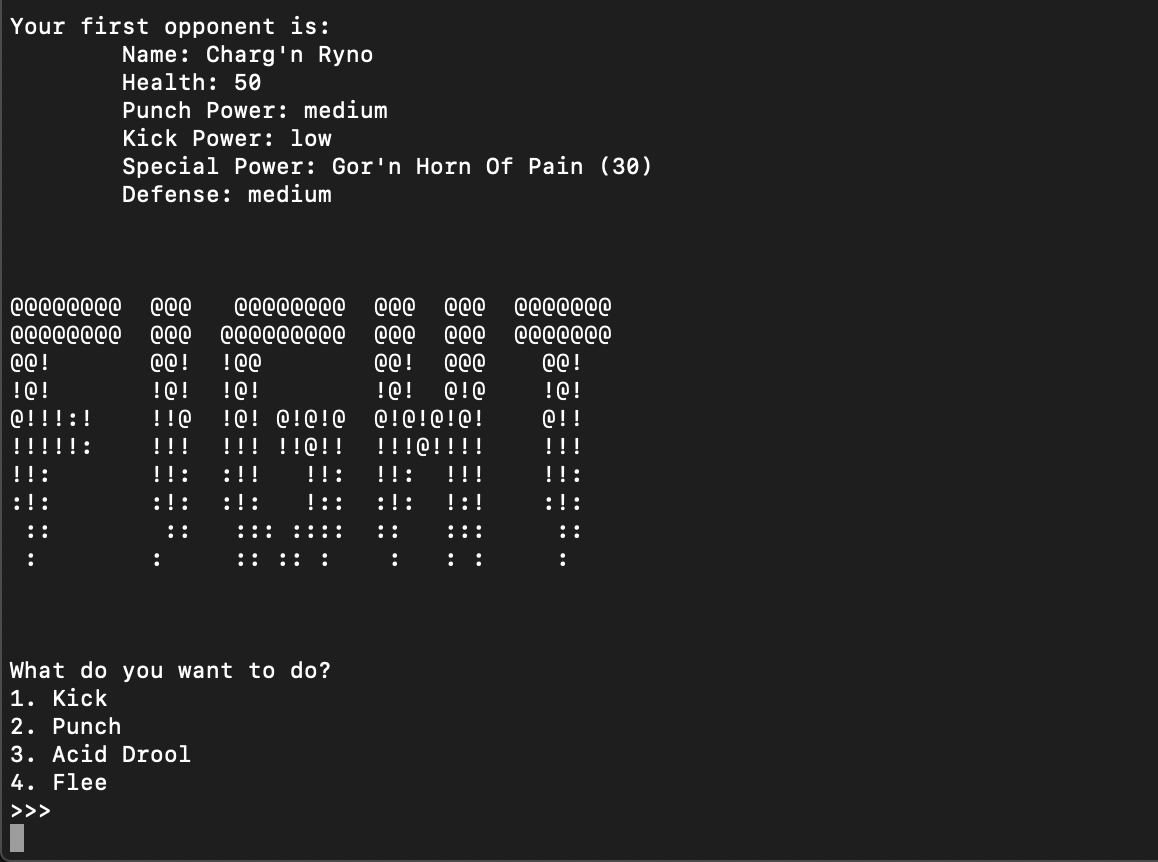 Your first opponent is:
        Name: Charg'n Ryno
        Health: 50
        Punch Power: medium
        Kick Power: low
        Special Power: Gor'n Horn Of Pain (30)
        Defense: medium

@@@@@@@@  @@@   @@@@@@@@  @@@  @@@  @@@@@@@
@@@@@@@@  @@@  @@@@@@@@@  @@@  @@@  @@@@@@@
@@!       @@!  !@@        @@!  @@@    @@!
!@!       !@!  !@!        !@!  @!@    !@!
@!!!:!    !!@  !@! @!@!@  @!@!@!@!    @!!
!!!!!:    !!!  !!! !!@!!  !!!@!!!!    !!!
!!:       !!:  :!!   !!:  !!:  !!!    !!:
:!:       :!:  :!:   !::  :!:  !:!    :!:
 ::        ::   ::: ::::  ::   :::     ::
 :        :     :: :: :    :   : :     :

What do you want to do?
1. Kick
2. Punch
3. Acid Drool
4. Flee
>>>